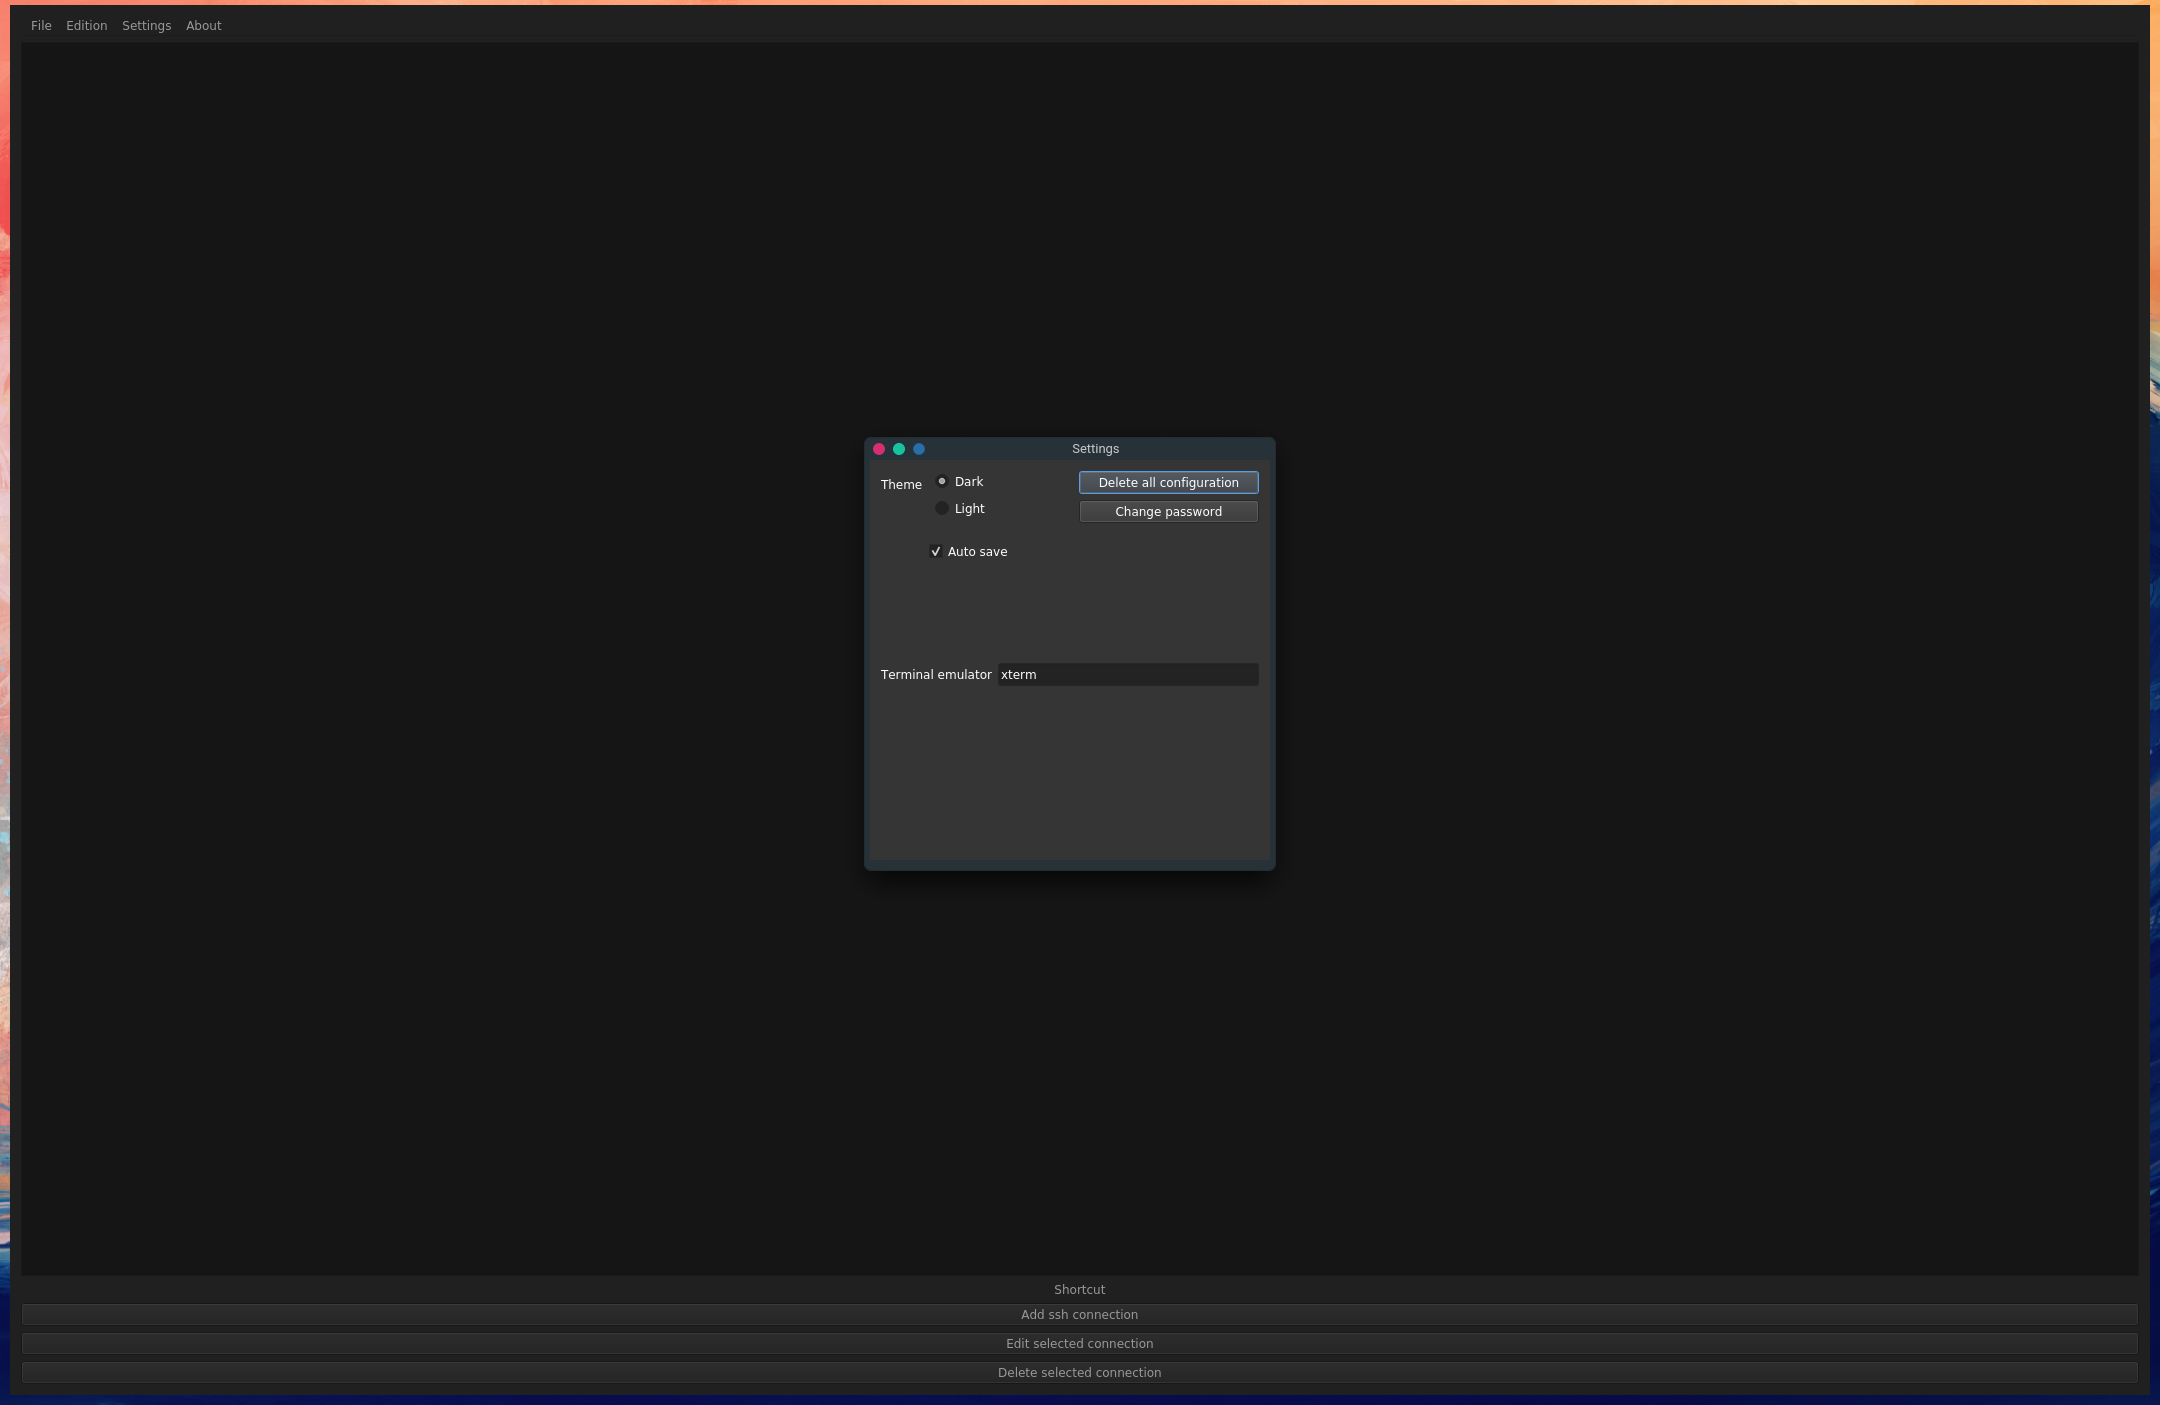 File Edition Settings About
Settings
Theme Dark Delete all configuration
Light Change password
Auto save
Terminal emulator xterm
Shortcut
Add ssh connection
Edit selected connection
Delete selected connection